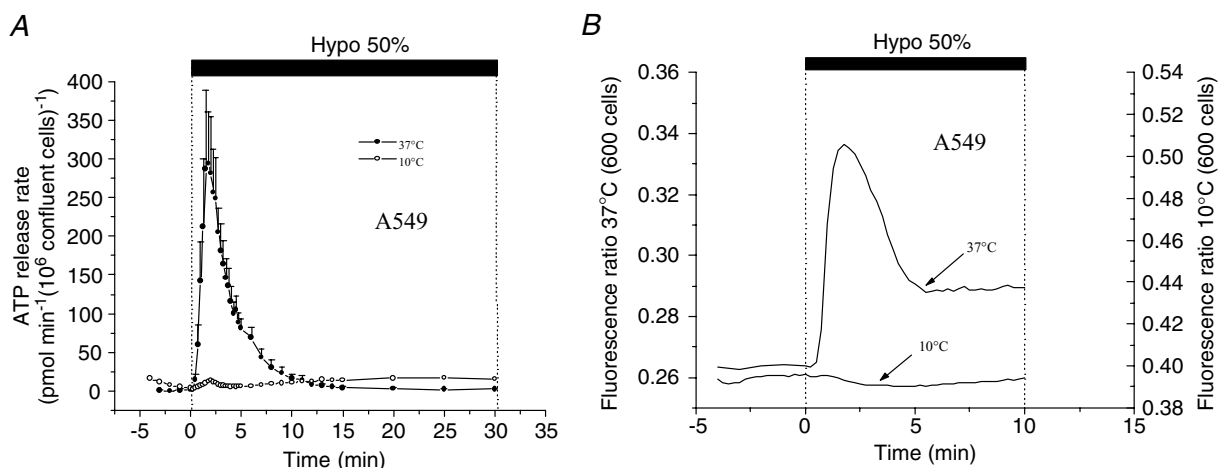 A
Hypo 50%
400
350
300
250
200
150
100
50
0
ATP release rate
(pmol min⁻¹(10⁶ confluent cells)⁻¹
37°C
10°C
A549
-5 0 5 10 15 20 25 30 35
Time (min)
B
Hypo 50%
0.36
0.34
0.32
0.30
0.28
0.26
Fluorescence ratio 37°C (600 cells)
A549
37°C
10°C
0.54
0.52
0.50
0.48
0.46
0.44
0.42
0.40
0.38
Fluorescence ratio 10°C (600 cells)
-5 0 5 10 15
Time (min)